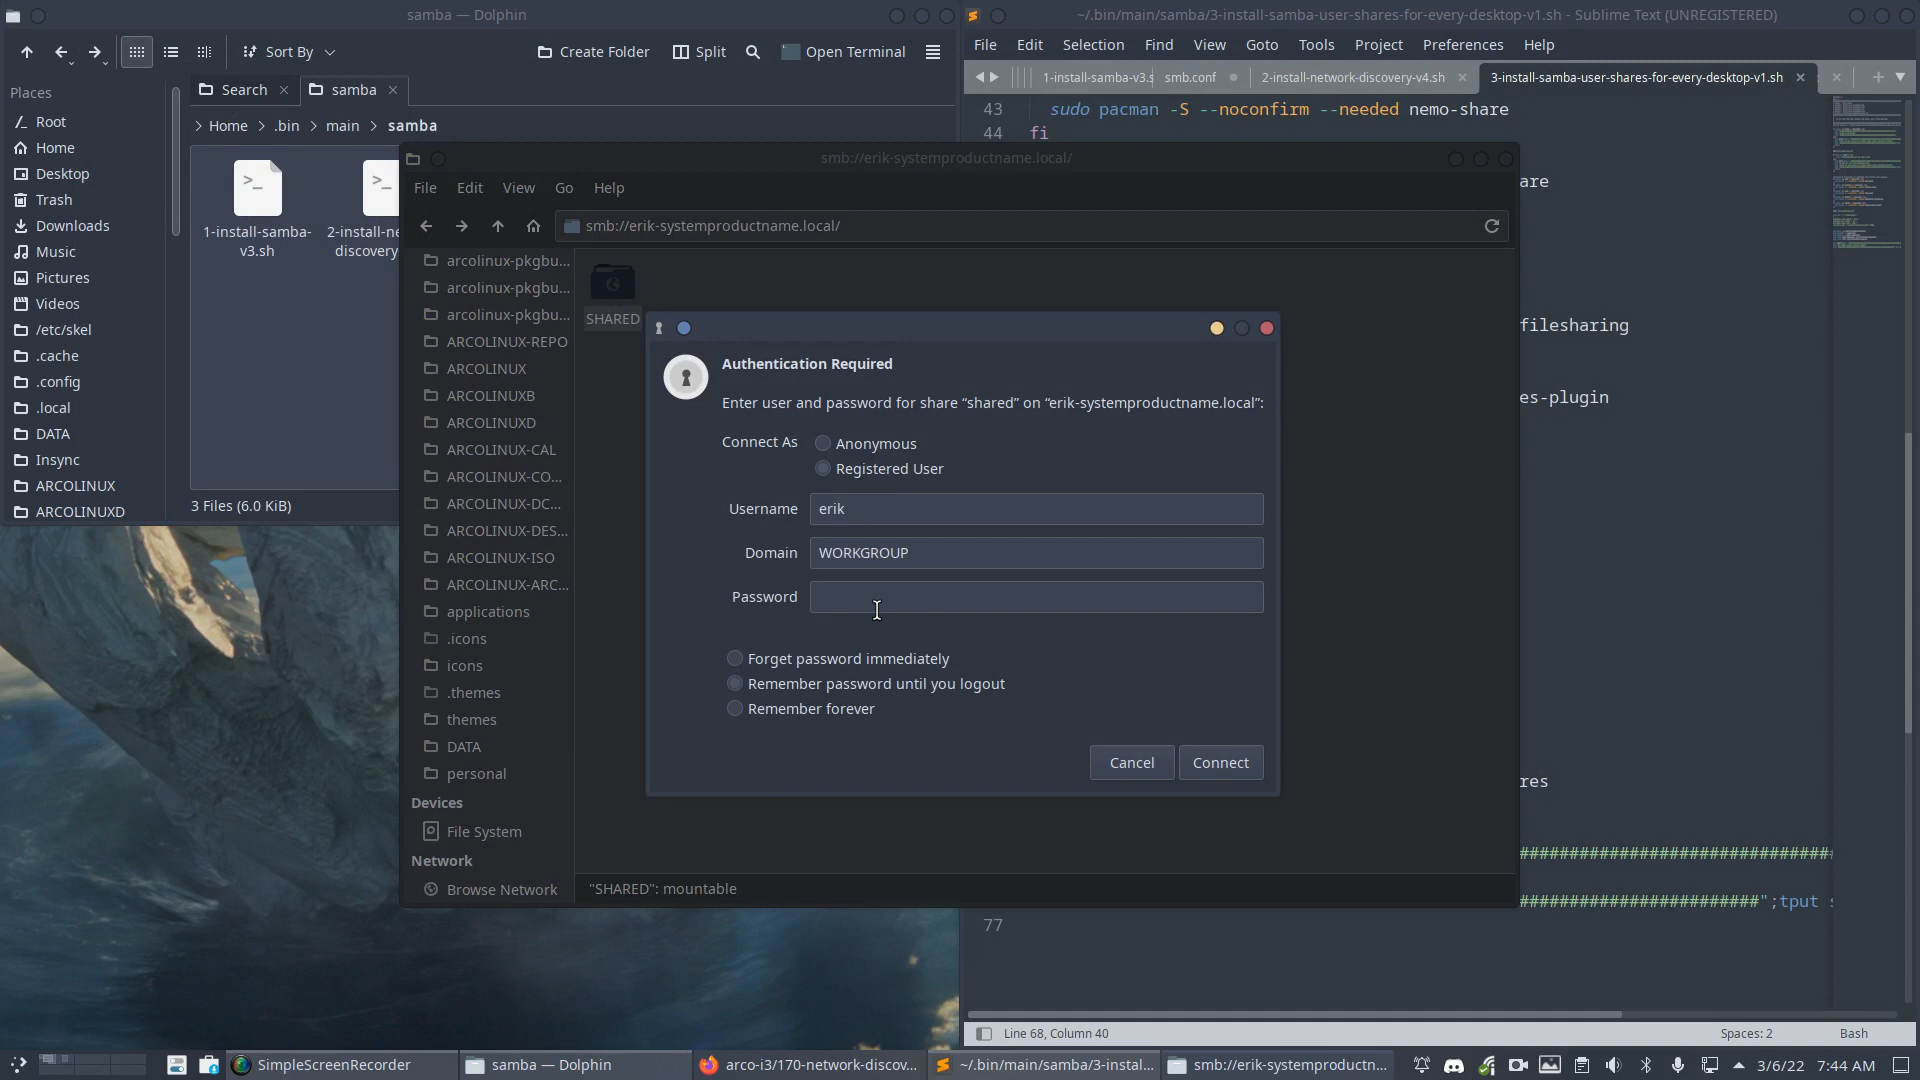 samba — Dolphin
Sort By
Create Folder
Split
Open Terminal
Search
samba
Places
Home
.bin
main
samba
Root
Home
Desktop
Trash
Downloads
Music
Pictures
Videos
/etc/skel
.cache
.config
.local
DATA
Insync
ARCOLINUX
ARCOLINUXD
1-install-samba-
v3.sh
2-install-ne
discovery
3 Files (6.0 KiB)
~/.bin/main/samba/3-install-samba-user-shares-for-every-desktop-v1.sh - Sublime Text (UNREGISTERED)
File Edit Selection Find View Goto Tools Project Preferences Help
1-install-samba-v3.s
smb.conf
2-install-network-discovery-v4.sh
3-install-samba-user-shares-for-every-desktop-v1.sh
43 sudo pacman -S --noconfirm --needed nemo-share
44 fi
are
filesharing
es-plugin
res
77
";tput s
Line 68, Column 40
Spaces: 2
Bash
smb://erik-systemproductname.local/
File Edit View Go Help
smb://erik-systemproductname.local/
arcolinux-pkgbu...
arcolinux-pkgbu...
arcolinux-pkgbu...
ARCOLINUX-REPO
ARCOLINUX
ARCOLINUXB
ARCOLINUXD
ARCOLINUX-CAL
ARCOLINUX-CO...
ARCOLINUX-DC...
ARCOLINUX-DES...
ARCOLINUX-ISO
ARCOLINUX-ARC...
applications
.icons
icons
.themes
themes
DATA
personal
Devices
File System
Network
Browse Network
SHARED
"SHARED": mountable
Authentication Required
Enter user and password for share “shared” on “erik-systemproductname.local”:
Connect As
Anonymous
Registered User
Username
erik
Domain
WORKGROUP
Password
Forget password immediately
Remember password until you logout
Remember forever
Cancel
Connect
SimpleScreenRecorder
samba — Dolphin
arco-i3/170-network-discov...
~/.bin/main/samba/3-instal...
smb://erik-systemproductn...
3/6/22
7:44 AM